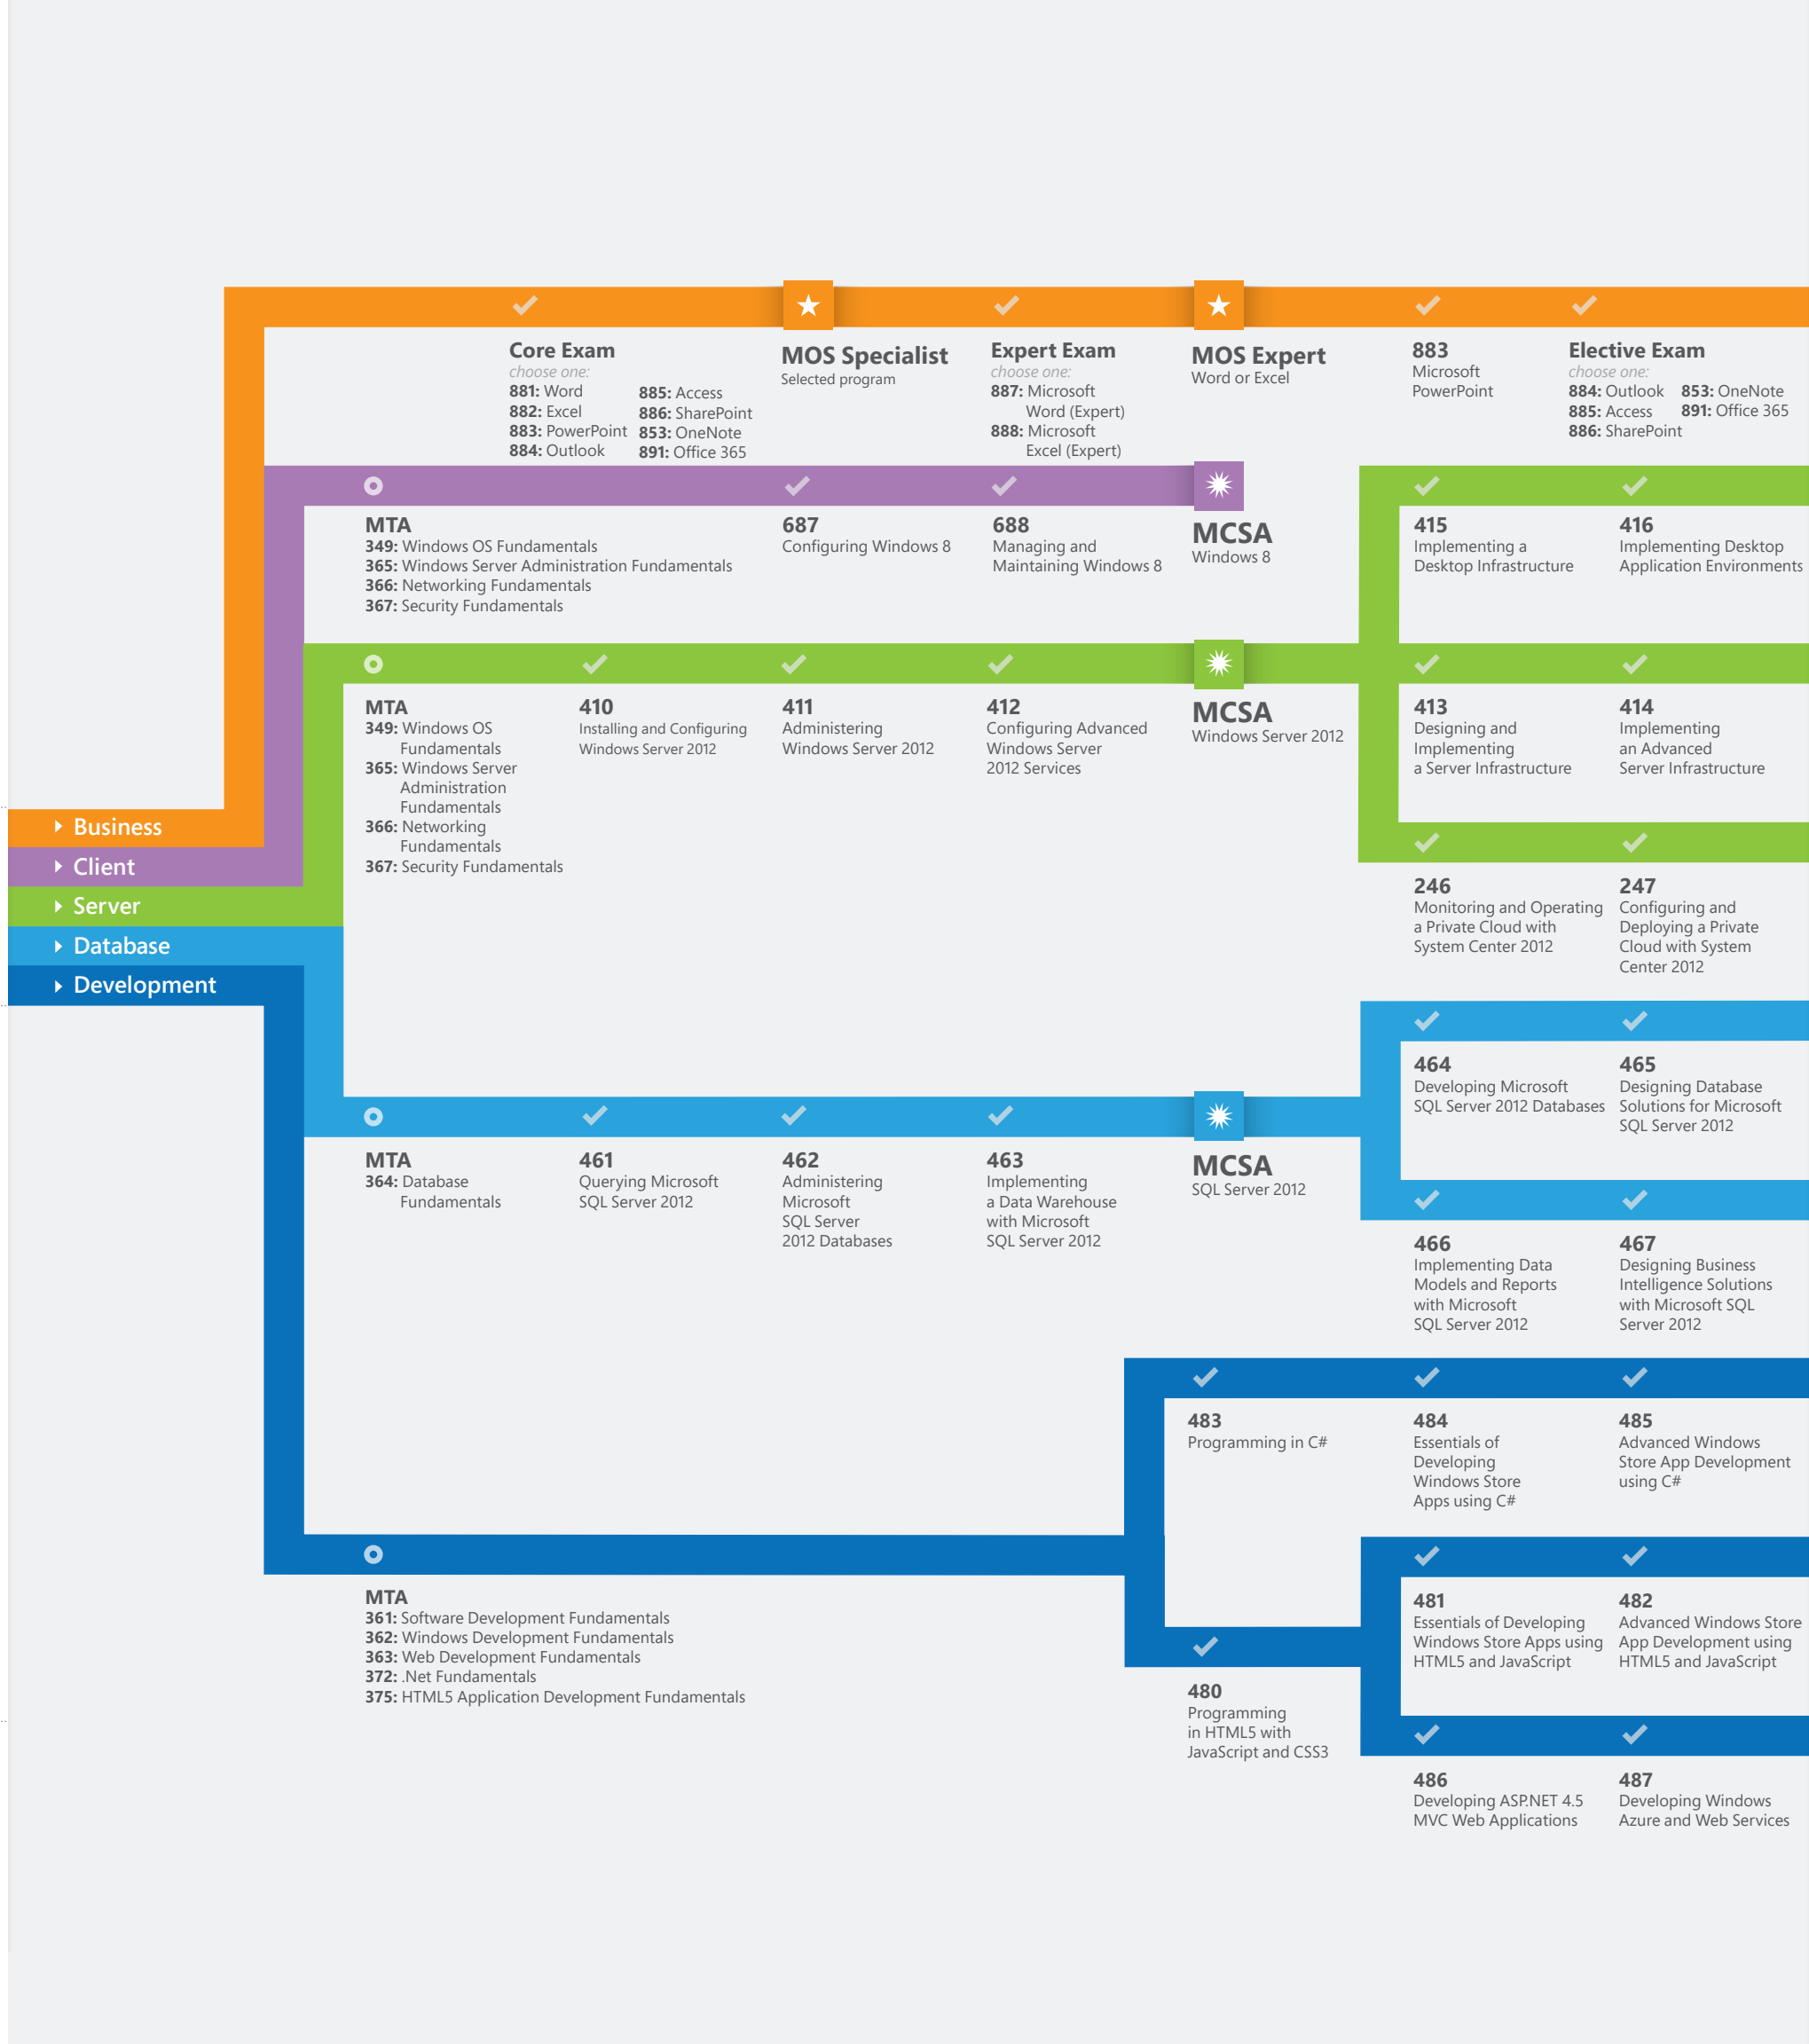 Core Exam
choose one:
881: Word
882: Excel
883: PowerPoint
884: Outlook
885: Access
886: SharePoint
853: OneNote
891: Office 365
MOS Specialist
Selected program
Expert Exam
choose one:
887: Microsoft
Word (Expert)
888: Microsoft
Excel (Expert)
MOS Expert
Word or Excel
883
Microsoft
PowerPoint
Elective Exam
choose one:
884: Outlook
885: Access
886: SharePoint
853: OneNote
891: Office 365
MTA
349: Windows OS Fundamentals
365: Windows Server Administration Fundamentals
366: Networking Fundamentals
367: Security Fundamentals
687
Configuring Windows 8
688
Managing and
Maintaining Windows 8
MCSA
Windows 8
415
Implementing a
Desktop Infrastructure
416
Implementing Desktop
Application Environments
MTA
349: Windows OS
Fundamentals
365: Windows Server
Administration
Fundamentals
366: Networking
Fundamentals
367: Security Fundamentals
410
Installing and Configuring
Windows Server 2012
411
Administering
Windows Server 2012
412
Configuring Advanced
Windows Server
2012 Services
MCSA
Windows Server 2012
413
Designing and
Implementing
a Server Infrastructure
414
Implementing
an Advanced
Server Infrastructure
Business
Client
Server
Database
Development
246
Monitoring and Operating
a Private Cloud with
System Center 2012
247
Configuring and
Deploying a Private
Cloud with System
Center 2012
464
Developing Microsoft
SQL Server 2012 Databases
465
Designing Database
Solutions for Microsoft
SQL Server 2012
MTA
364: Database
Fundamentals
461
Querying Microsoft
SQL Server 2012
462
Administering
Microsoft
SQL Server
2012 Databases
463
Implementing
a Data Warehouse
with Microsoft
SQL Server 2012
MCSA
SQL Server 2012
466
Implementing Data
Models and Reports
with Microsoft
SQL Server 2012
467
Designing Business
Intelligence Solutions
with Microsoft SQL
Server 2012
483
Programming in C#
484
Essentials of
Developing
Windows Store
Apps using C#
485
Advanced Windows
Store App Development
using C#
MTA
361: Software Development Fundamentals
362: Windows Development Fundamentals
363: Web Development Fundamentals
372: .Net Fundamentals
375: HTML5 Application Development Fundamentals
481
Essentials of Developing
Windows Store Apps using
HTML5 and JavaScript
482
Advanced Windows Store
App Development using
HTML5 and JavaScript
480
Programming
in HTML5 with
JavaScript and CSS3
486
Developing ASP.NET 4.5
MVC Web Applications
487
Developing Windows
Azure and Web Services